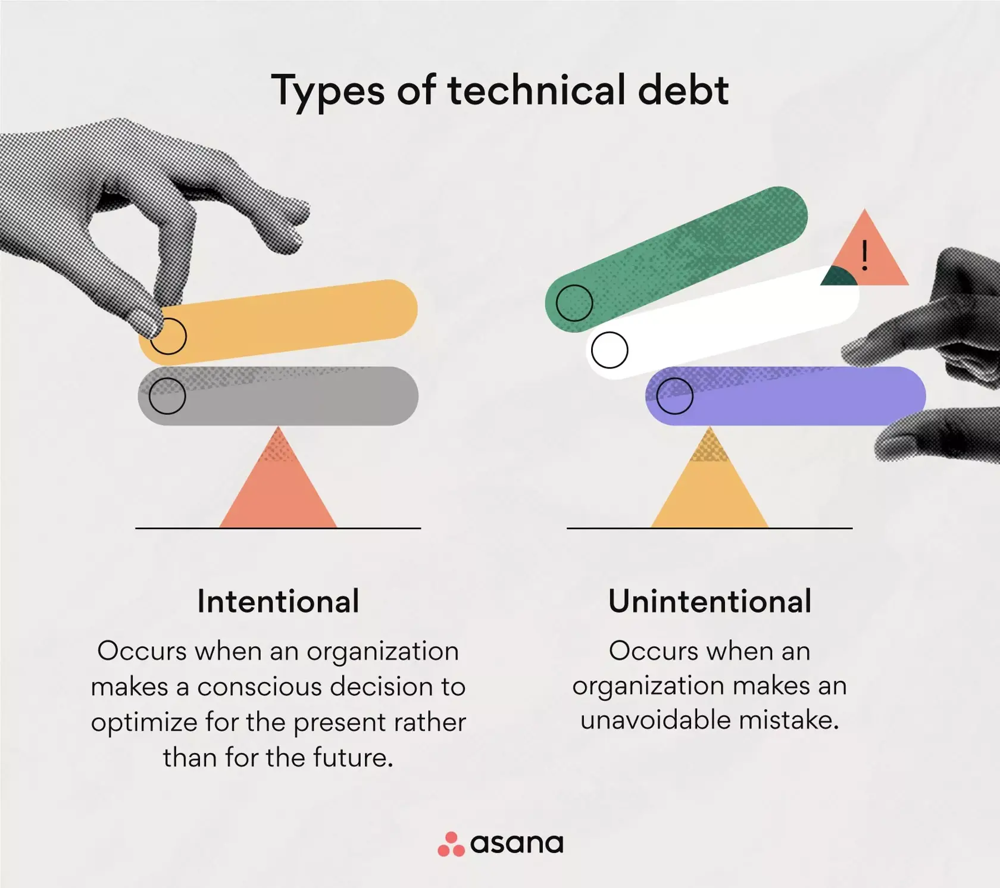 Types of technical debt
!
Intentional
Occurs when an organization
makes a conscious decision to
optimize for the present rather
than for the future.
Unintentional
Occurs when an
organization makes an
unavoidable mistake.
asana